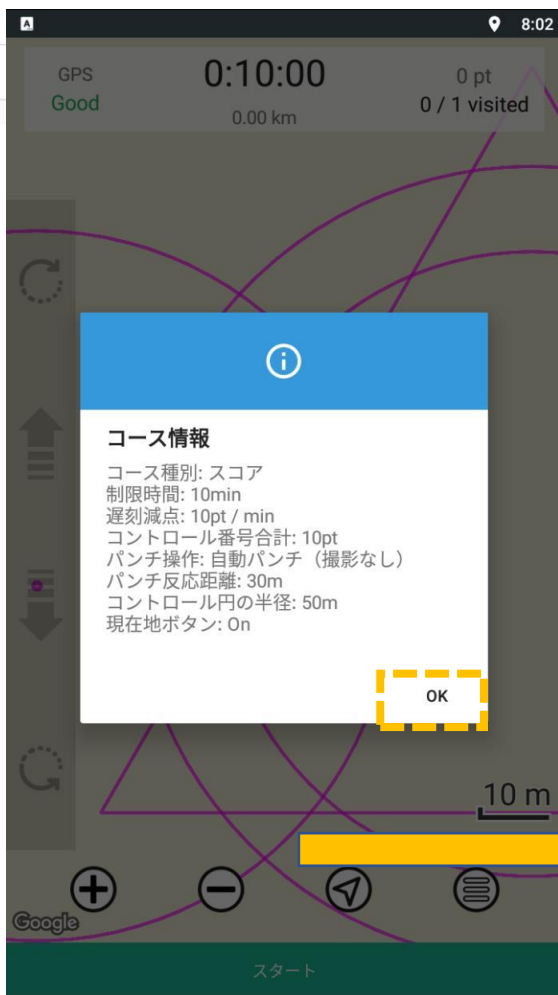 A
8:02
GPS
Good
0:10:00
0.00 km
0 pt
0 / 1 visited
コース情報
コース種別: スコア
制限時間: 10min
遅刻減点: 10pt / min
コントロール番号合計: 10pt
パンチ操作: 自動パンチ（撮影なし）
パンチ反応距離: 30m
コントロール円の半径: 50m
現在地ボタン: On
OK
10 m
Google
スタート